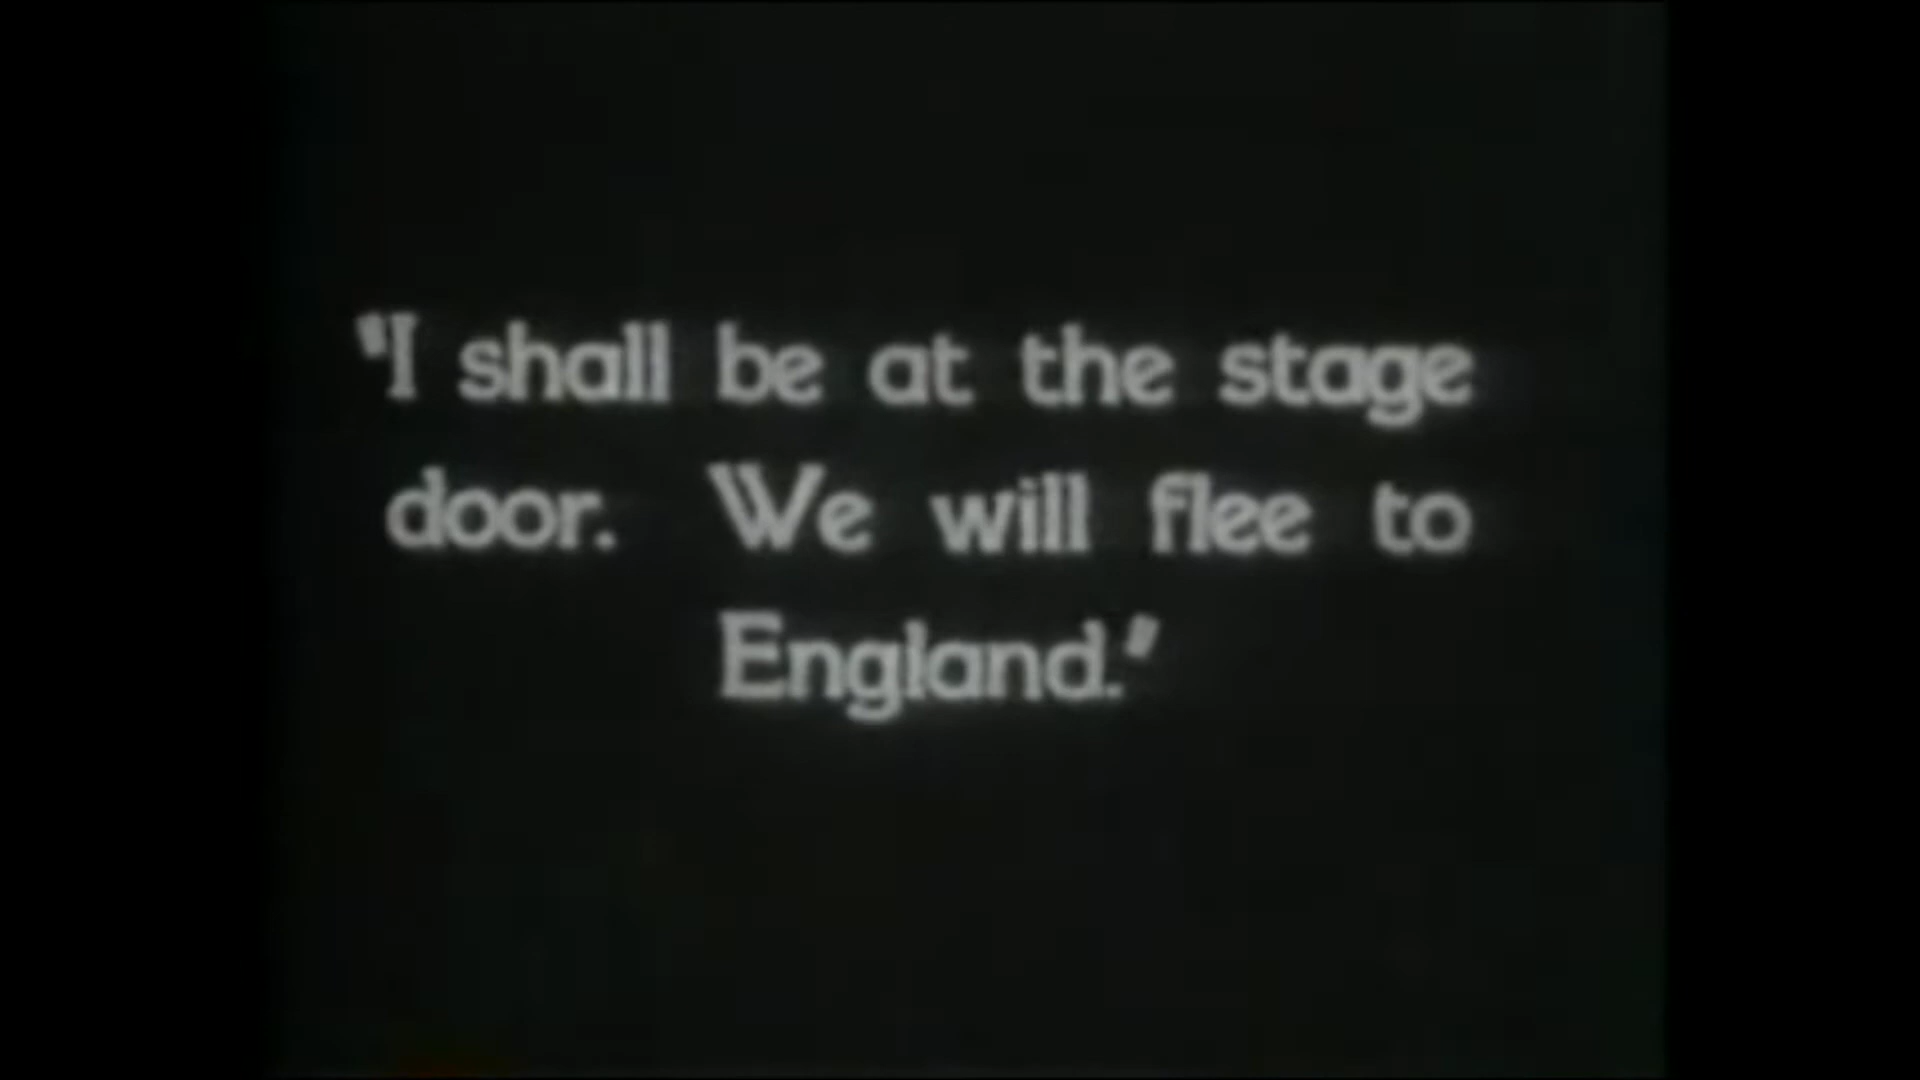 "I shall be at the stage
door. We will flee to
England."